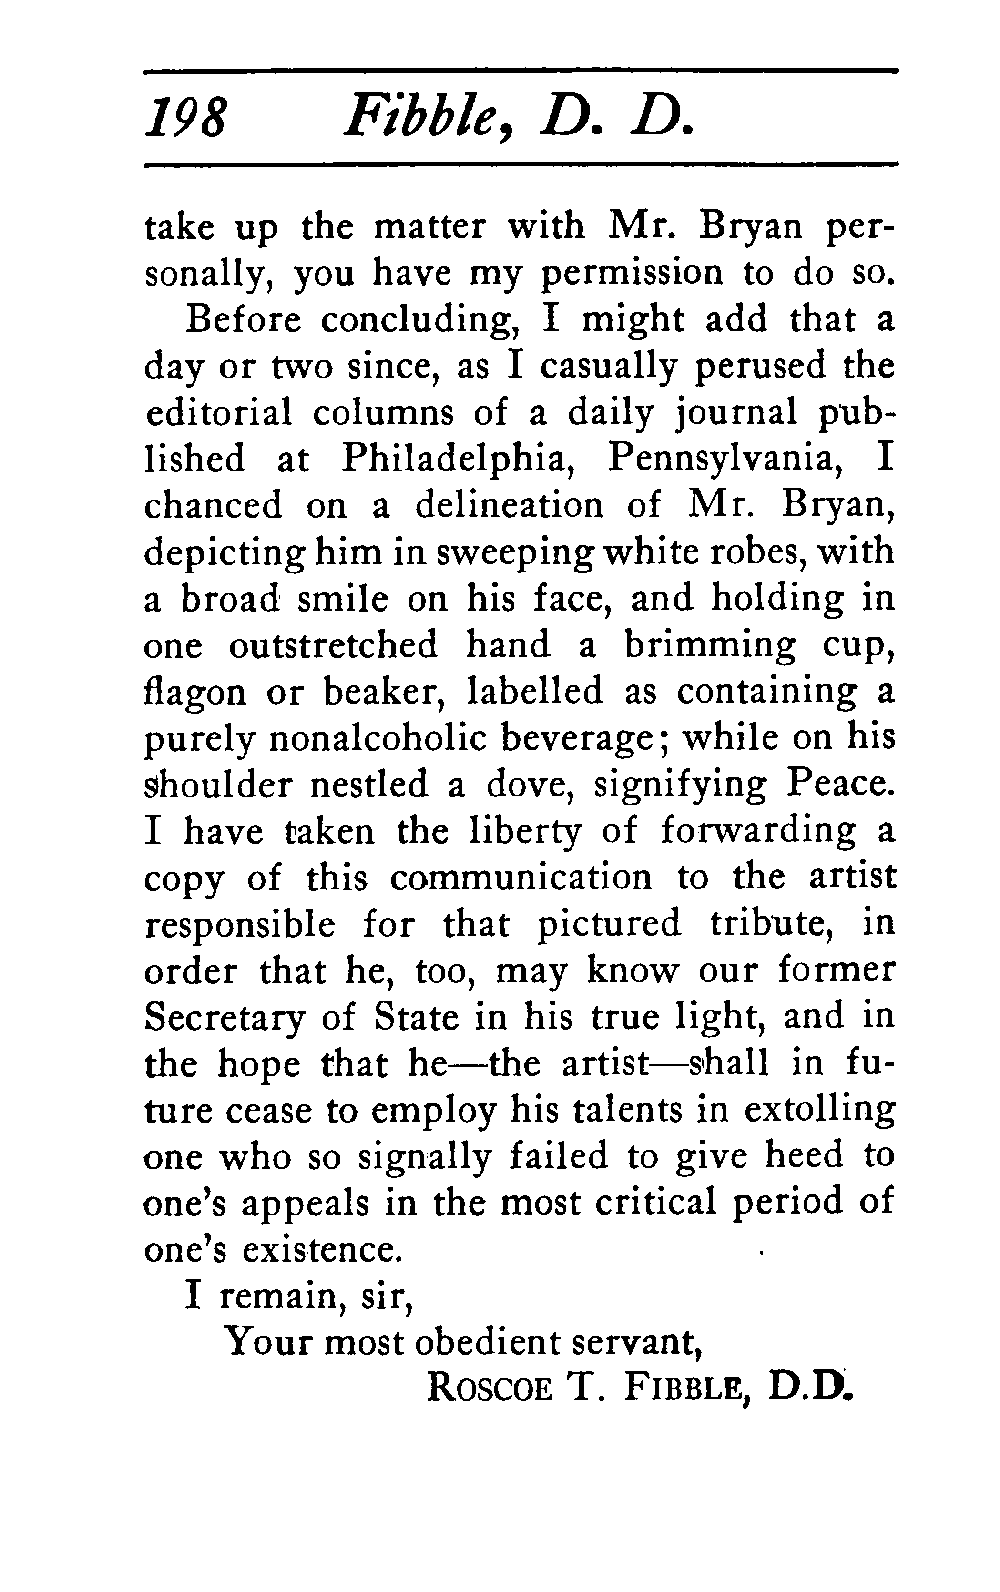 198 Fibble, D. D.
take up the matter with Mr. Bryan per-
sonally, you have my permission to do so.
Before concluding, I might add that a
day or two since, as I casually perused the
editorial columns of a daily journal pub-
lished at Philadelphia, Pennsylvania, I
chanced on a delineation of Mr. Bryan,
depicting him in sweeping white robes, with
a broad smile on his face, and holding in
one outstretched hand a brimming cup,
flagon or beaker, labelled as containing a
purely nonalcoholic beverage; while on his
shoulder nestled a dove, signifying Peace.
I have taken the liberty of forwarding a
copy of this communication to the artist
responsible for that pictured tribute, in
order that he, too, may know our former
Secretary of State in his true light, and in
the hope that he—the artist—shall in fu-
ture cease to employ his talents in extolling
one who so signally failed to give heed to
one's appeals in the most critical period of
one's existence.
I remain, sir,
Your most obedient servant,
ROSCOE T. FIBBLE, D.D.